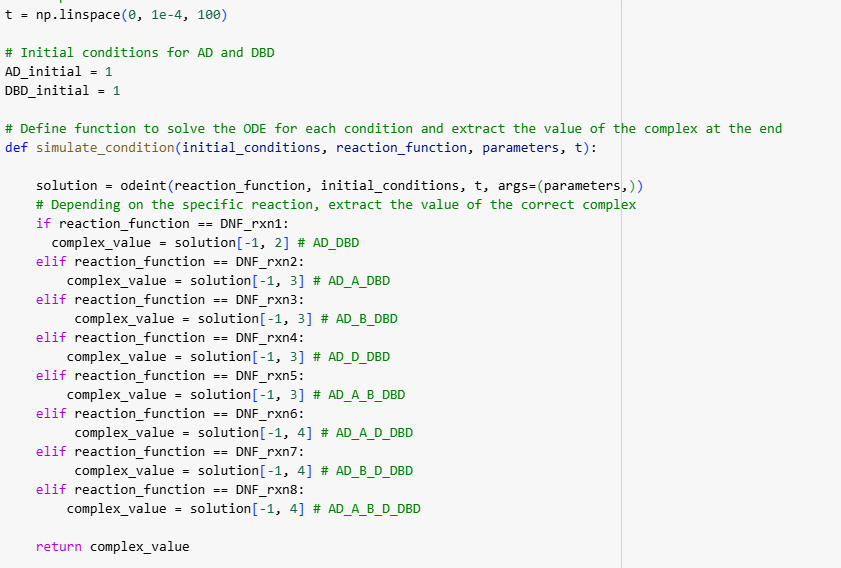 t = np.linspace(0, 1e-4, 100)

# Initial conditions for AD and DBD
AD_initial = 1
DBD_initial = 1

# Define function to solve the ODE for each condition and extract the value of the complex at the end
def simulate_condition(initial_conditions, reaction_function, parameters, t):

    solution = odeint(reaction_function, initial_conditions, t, args=(parameters,))
    # Depending on the specific reaction, extract the value of the correct complex
    if reaction_function == DNF_rxn1:
      complex_value = solution[-1, 2] # AD_DBD
    elif reaction_function == DNF_rxn2:
        complex_value = solution[-1, 3] # AD_A_DBD
    elif reaction_function == DNF_rxn3:
         complex_value = solution[-1, 3] # AD_B_DBD
    elif reaction_function == DNF_rxn4:
        complex_value = solution[-1, 3] # AD_D_DBD
    elif reaction_function == DNF_rxn5:
        complex_value = solution[-1, 3] # AD_A_B_DBD
    elif reaction_function == DNF_rxn6:
         complex_value = solution[-1, 4] # AD_A_D_DBD
    elif reaction_function == DNF_rxn7:
         complex_value = solution[-1, 4] # AD_B_D_DBD
    elif reaction_function == DNF_rxn8:
        complex_value = solution[-1, 4] # AD_A_B_D_DBD

    return complex_value